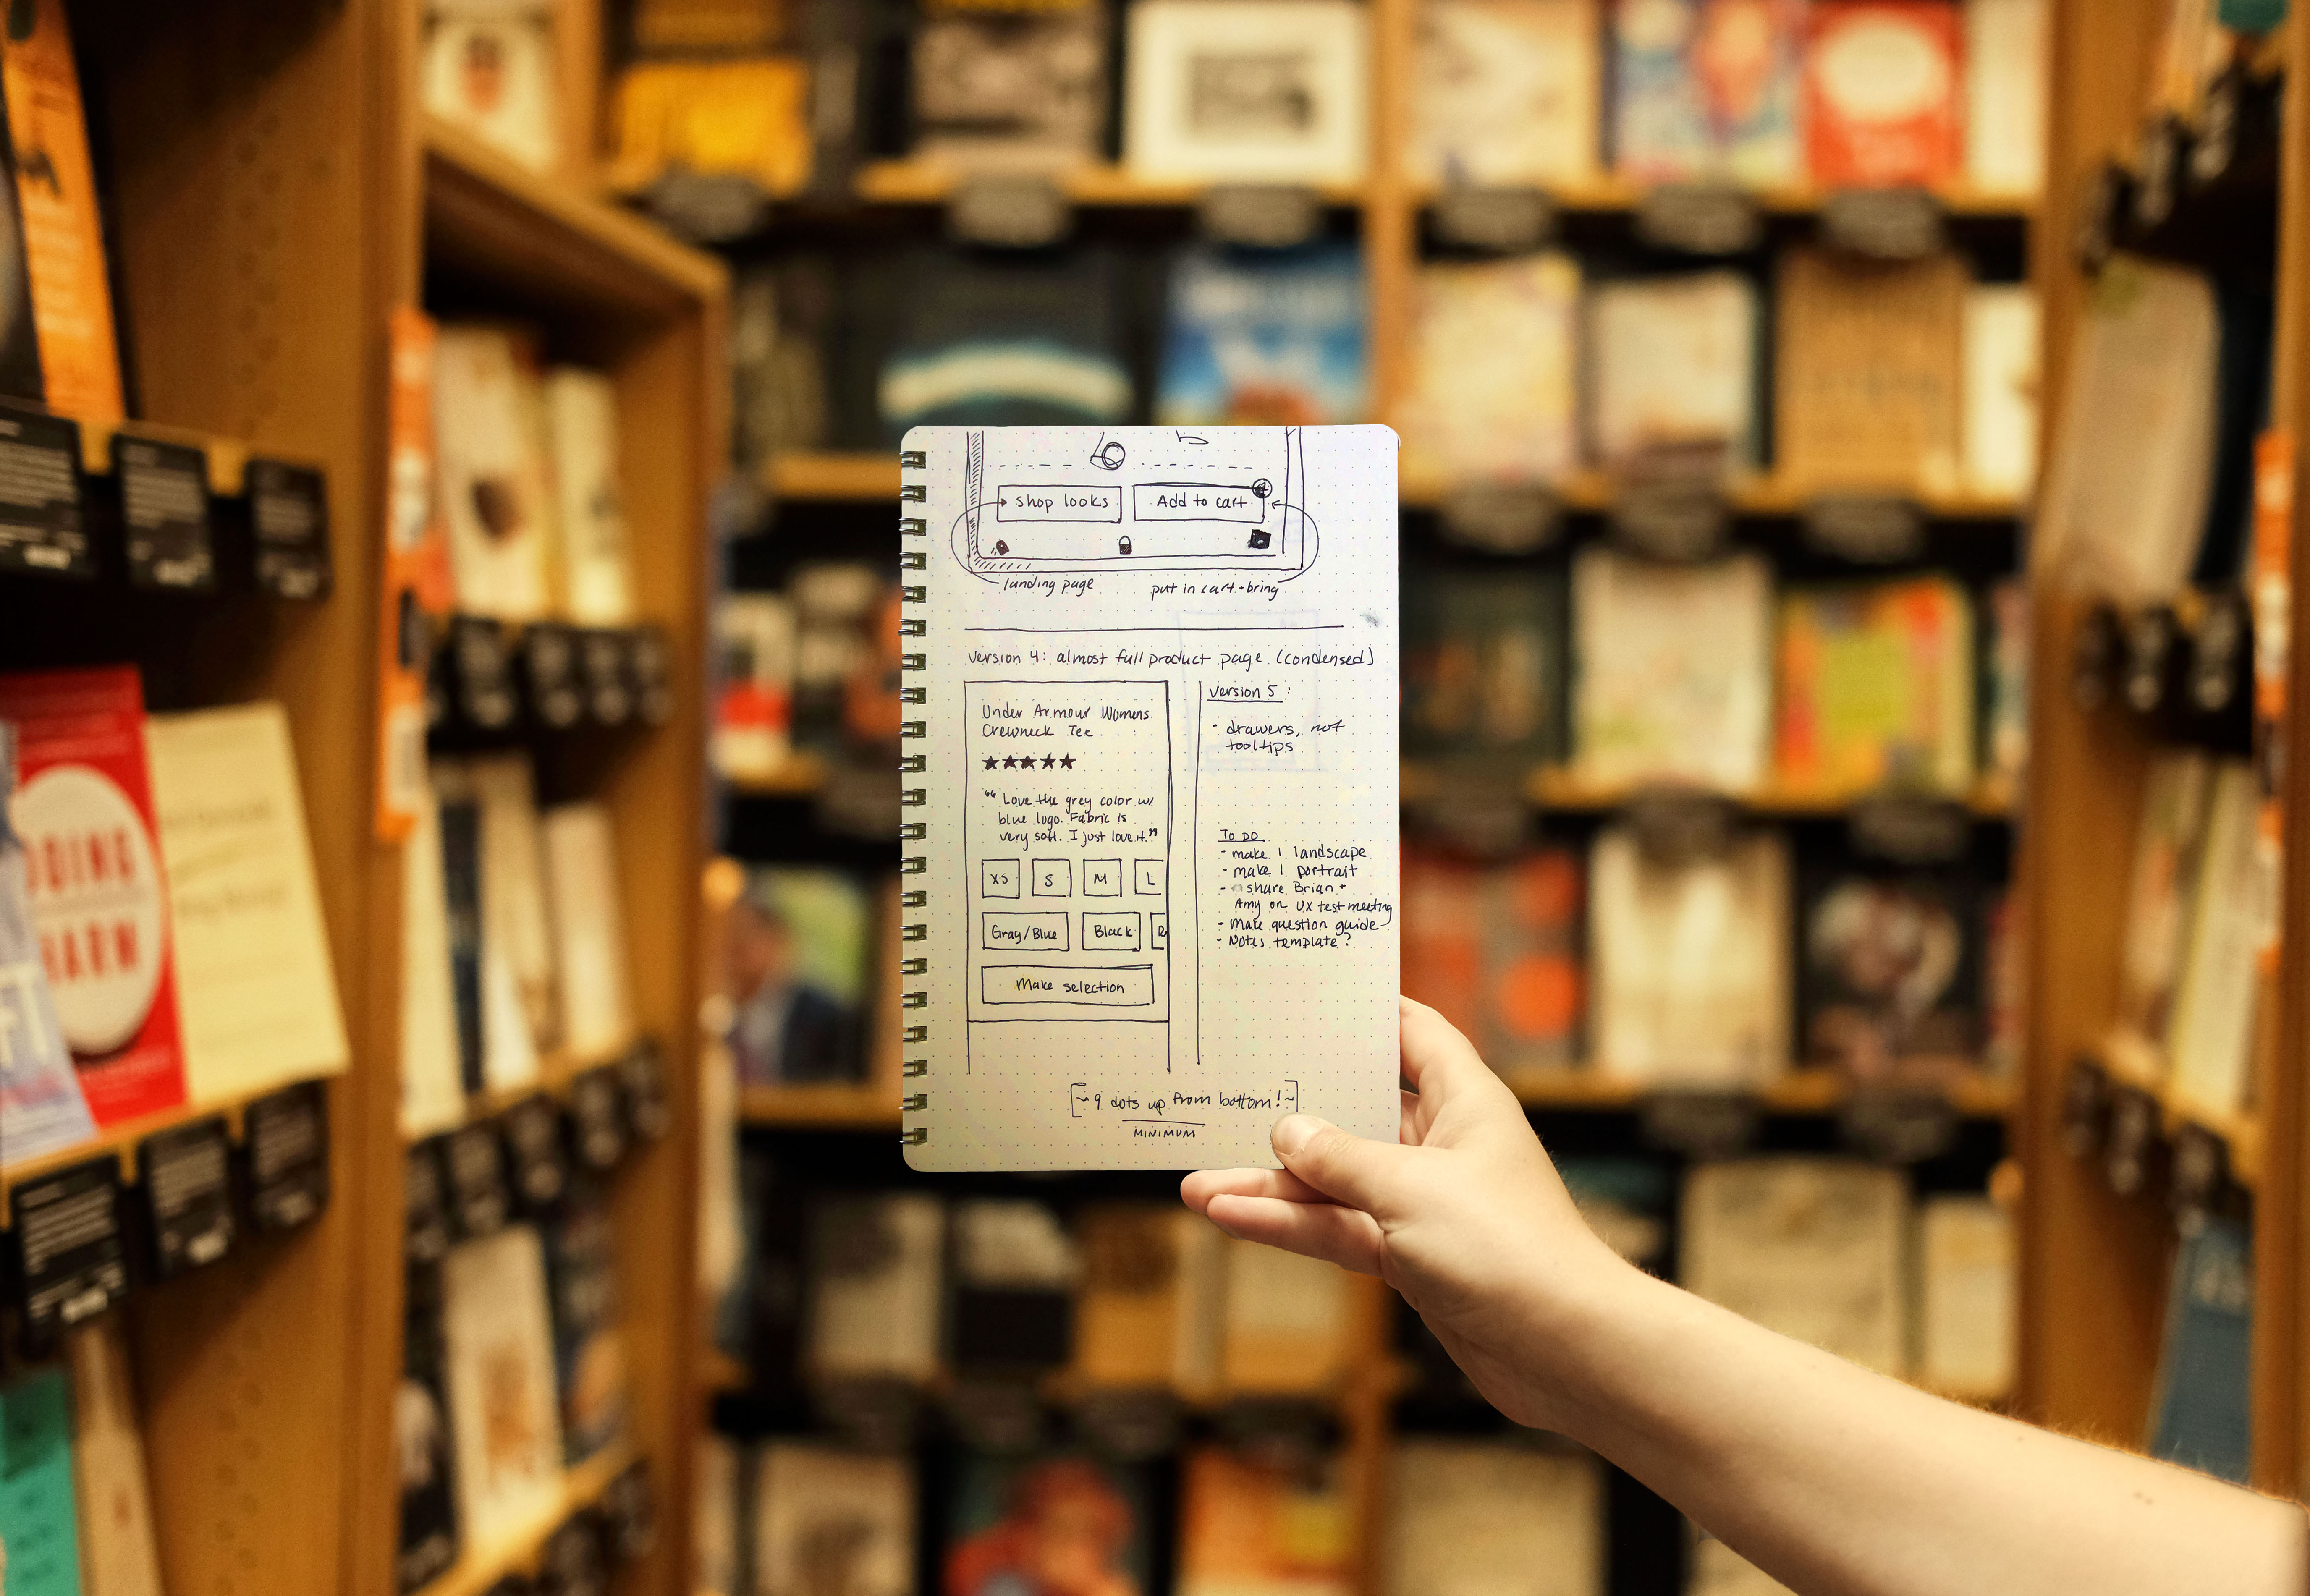 Shop looks
Add to cart
landing page
put in cart + bring
Version 4: almost full product page (condensed)
Under Armour Womens
Crewneck Tee
★★★★★
“Love the grey color w/
blue logo. Fabric is
very soft. I just love it.”
XS
S
M
L
Gray/Blue
Black
Make selection
Version 5:
- drawers, not
tooltips
To do
- make 1 landscape
- make 1 portrait
- share Brian +
Amy on UX test meeting
- Make question guide
- Notes template?
[~ 9 dots up from bottom! ~]
MINIMUM